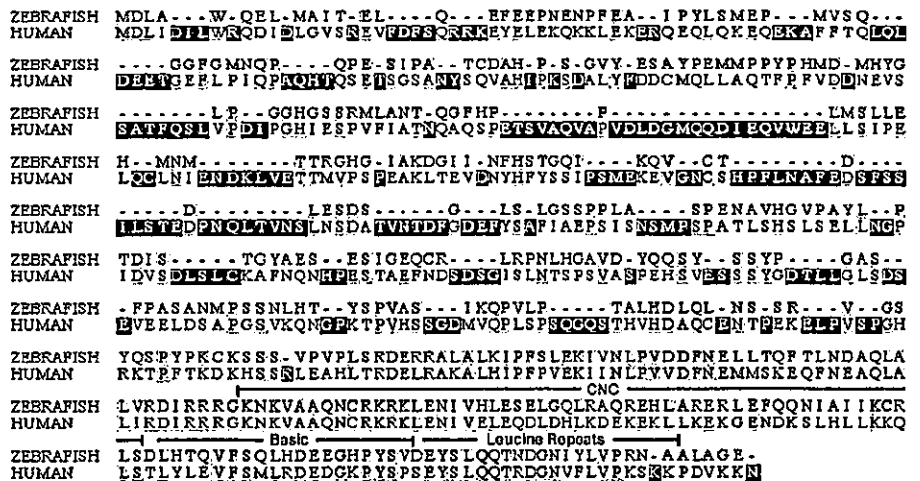 ZEBRAFISH MDLA---W-QEL-MAIT-EL----Q---EFEEPNENPFEA--IPYLSMEP---MVSQ---
HUMAN MDLIDILWRQDIDLGVSREVFDFSQRRKEYELEKQKKLEKERQEQLQKEQEKAFFTQLQL
ZEBRAFISH ---GGFGMNQP----QPE-SIPA---TCDAH-PS-GVY-ESAYPEMMPPYPHMD-MHYG
HUMAN DEETGEFLPIQPAQHTQSETSGSANYSQVAHIPKSDALYFDDCMQLLAQTFPFVDDNEVS
ZEBRAFISH -------LP---GGHGSSRMLANT-QGFHP-------P--------------LMSLLE
HUMAN SATFQSLVPDIPGHIESPVFIATNQAQSPETSVAQVAPVDLDGMQQDIEQVWEELLSIPE
ZEBRAFISH H--MNM--------TTRGHG-IAKDGII-NFHSTGQI----KQV--CT-----D----
HUMAN LQCLNIENDKLVETTMVPSPEAKLTEVDNYHFYSSIPSMEKEVGNCSHPFLNAFEDSFSS
ZEBRAFISH -----D---------LESDS-----G---LS-LGSSPPLA----SPENAVHGVPAYL--P
HUMAN ILSTEDPNQLTVNSLNSDATVNTDFGDEFYSAFIAEPSISNSMPSPATLSHSLSELLNGP
ZEBRAFISH TDIS------TGYAES--ESIGEQCR----LRPNLHGAVD-YQQSY--SSYP---GAS--
HUMAN IDVSDLSLCKAFNQNHPESTAEFNDSDSGISLNTSPSVASPEHSVESSSYGDTLLGLSDS
ZEBRAFISH -FPASANMPSSNLHT--YSPVAS---IKQPVLP-----TALHDLQL-NS-SR---V--GS
HUMAN EVEELDSAPGSVKQNGPKTPVHSSGDMVQPLSPSQGQSTHVHDAQCENTPEKELPVSPGH
ZEBRAFISH YQSPYPKCKSSS-VPVPLSRDERRALALKIPFSLEKIVNLPVDDFNELLTQFTLNDAQLA
HUMAN RKTPFTKDKHSSRLEAHLTRDELRAKALHIPFPVEKIINLPVVDFNEMMSKEQFNEAQLA
CNC
ZEBRAFISH LVRDIRRRGKNKVAAQNCRKRKLENIVHLESELGQLRAQREHLARERLEFQQNIAIIKCR
HUMAN LIRDIRRRGKNKVAAQNCRKRKLENIVELEQDLDHLKDEKEKLLKEKGENDKSLHLLKKQ
Basic Leucine Repeats
ZEBRAFISH LSDLHTQVFSQLHDEEGHPYSVDEYSLQQTNDGNIYLVPRN-AALAGE-
HUMAN LSTLYLEVFSMLRDEDGKPYSPSEYSLQQTRDGNVFLVPKSKKPDVKKN